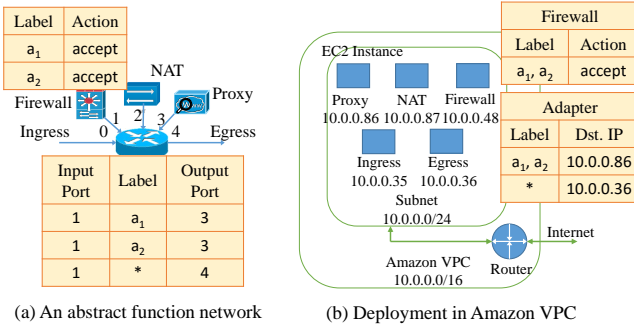 Label Action
a1 accept
a2 accept
NAT
Firewall
Proxy
1 2 3
Ingress 0 4 Egress
Input Port Label Output Port
1 a1 3
1 a2 3
1 * 4
(a) An abstract function network
EC2 Instance
Proxy NAT Firewall
10.0.0.86 10.0.0.87 10.0.0.48
Ingress Egress
10.0.0.35 10.0.0.36
Subnet
10.0.0.0/24
Amazon VPC
10.0.0.0/16
Router
Internet
Firewall
Label Action
a1, a2 accept
Adapter
Label Dst. IP
a1, a2 10.0.0.86
* 10.0.0.36
(b) Deployment in Amazon VPC